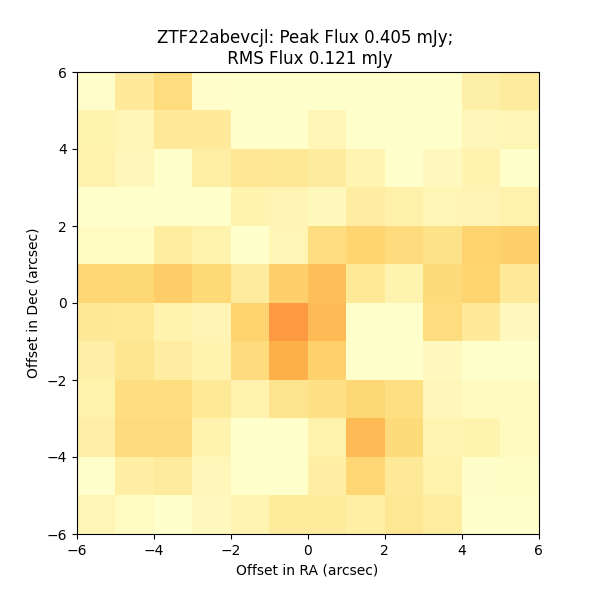 ZTF22abevcjl: Peak Flux 0.405 mJy;
RMS Flux 0.121 mJy
6
4
2
0
−2
−4
−6
Offset in Dec (arcsec)
−6 −4 −2 0 2 4 6
Offset in RA (arcsec)